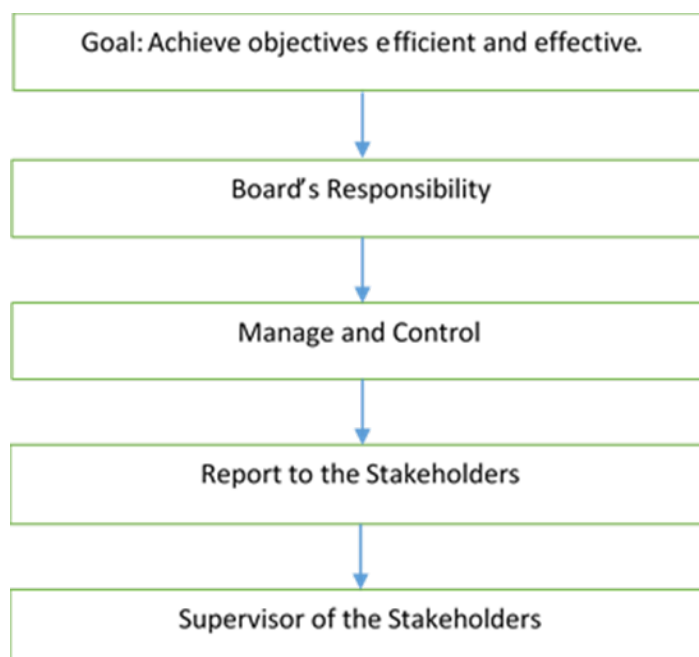 Goal: Achieve objectives efficient and effective.
Board's Responsibility
Manage and Control
Report to the Stakeholders
Supervisor of the Stakeholders